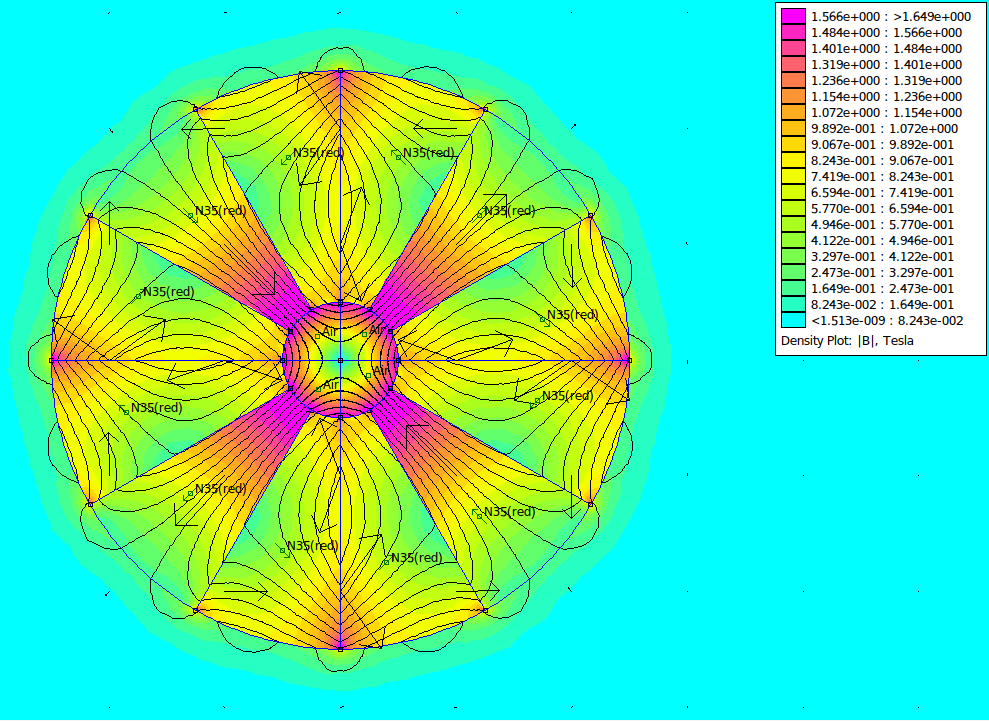 1.566e+000 : >1.649e+000
1.484e+000 : 1.566e+000
1.401e+000 : 1.484e+000
1.319e+000 : 1.401e+000
1.236e+000 : 1.319e+000
1.154e+000 : 1.236e+000
1.072e+000 : 1.154e+000
9.892e-001 : 1.072e+000
9.067e-001 : 9.892e-001
8.243e-001 : 9.067e-001
7.419e-001 : 8.243e-001
6.594e-001 : 7.419e-001
5.770e-001 : 6.594e-001
4.946e-001 : 5.770e-001
4.122e-001 : 4.946e-001
3.297e-001 : 4.122e-001
2.473e-001 : 3.297e-001
1.649e-001 : 2.473e-001
8.243e-002 : 1.649e-001
<1.513e-009 : 8.243e-002
Density Plot: |B|, Tesla
N35(red)
N35(red)
N35(red)
N35(red)
N35(red)
N35(red)
Air
Air
Air
Air
N35(red)
N35(red)
N35(red)
N35(red)
N35(red)
N35(red)